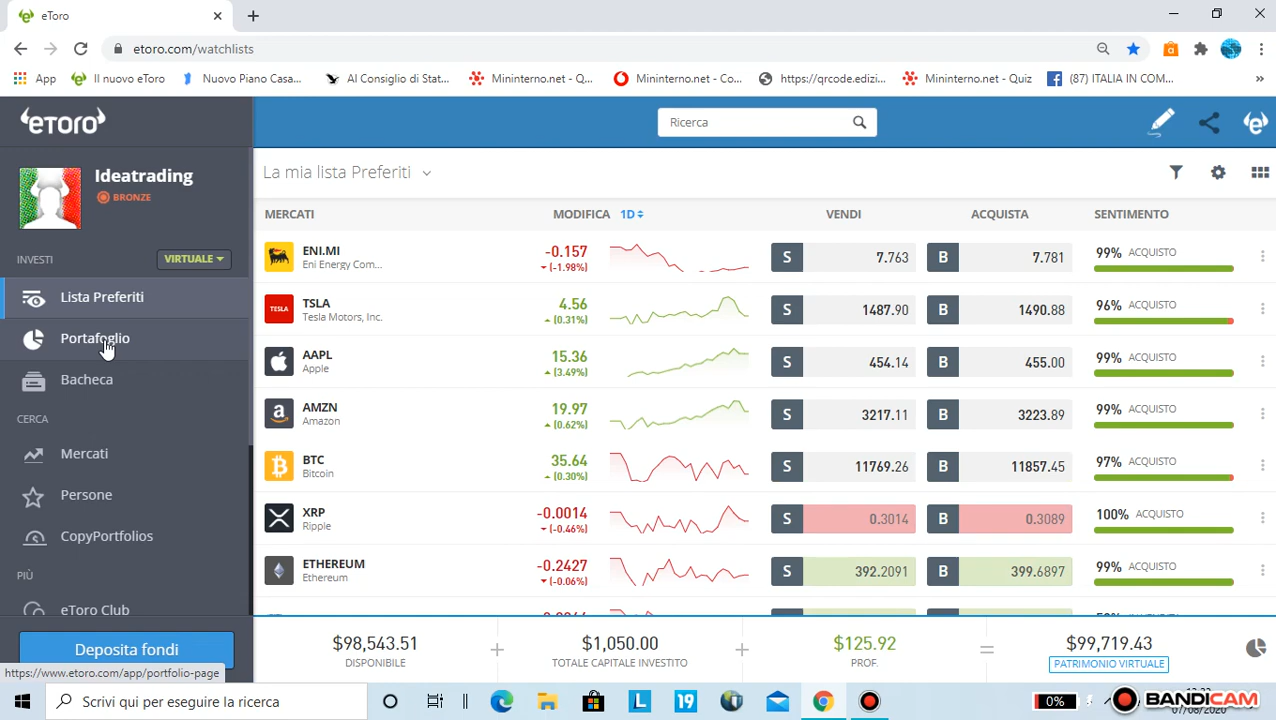 eToro
etoro.com/watchlists
App
Il nuovo eToro
Nuovo Piano Casa...
Al Consiglio di Stat...
Mininterno.net - Q...
Mininterno.net - Co...
https://qrcode.edizi...
Mininterno.net - Quiz
(87) ITALIA IN COM...
»
eTORO
Ricerca
Ideatrading
BRONZE
INVESTI
VIRTUALE
Lista Preferiti
Portafoglio
Bacheca
CERCA
Mercati
Persone
CopyPortfolios
PIÙ
eToro Club
Deposita fondi
https://www.etoro.com/app/portfolio-page
La mia lista Preferiti
MERCATI MODIFICA 1D VENDI ACQUISTA SENTIMENTO
ENI.MI
Eni Energy Com...
-0.157
(-1.98%)
S 7.763
B 7.781
99% ACQUISTO
TESLA
TSLA
Tesla Motors, Inc.
4.56
(0.31%)
S 1487.90
B 1490.88
96% ACQUISTO
AAPL
Apple
15.36
(3.49%)
S 454.14
B 455.00
99% ACQUISTO
AMZN
Amazon
19.97
(0.62%)
S 3217.11
B 3223.89
99% ACQUISTO
BTC
Bitcoin
35.64
(0.30%)
S 11769.26
B 11857.45
97% ACQUISTO
XRP
Ripple
-0.0014
(-0.46%)
S 0.3014
B 0.3089
100% ACQUISTO
ETHEREUM
Ethereum
-0.2427
(-0.06%)
S 392.2091
B 399.6897
99% ACQUISTO
$98,543.51 + $1,050.00 + $125.92 = $99,719.43
DISPONIBILE TOTALE CAPITALE INVESTITO PROF. PATRIMONIO VIRTUALE
Scrivi qui per eseguire la ricerca
L
19
0%
07/08/2020
BANDICAM